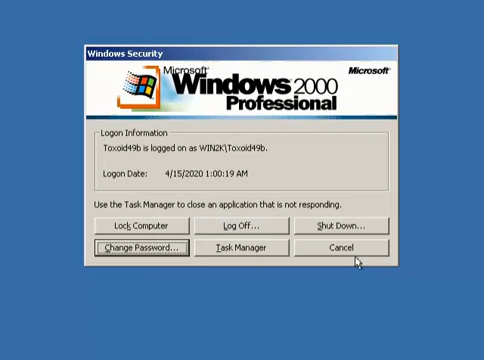 Windows Security
Microsoft
Windows 2000
Professional
Microsoft
Logon Information
Toxoid49b is logged on as WIN2K\Toxoid49b.
Logon Date: 4/15/2020 1:00:19 AM
Use the Task Manager to close an application that is not responding.
Lock Computer Log Off... Shut Down...
Change Password... Task Manager Cancel